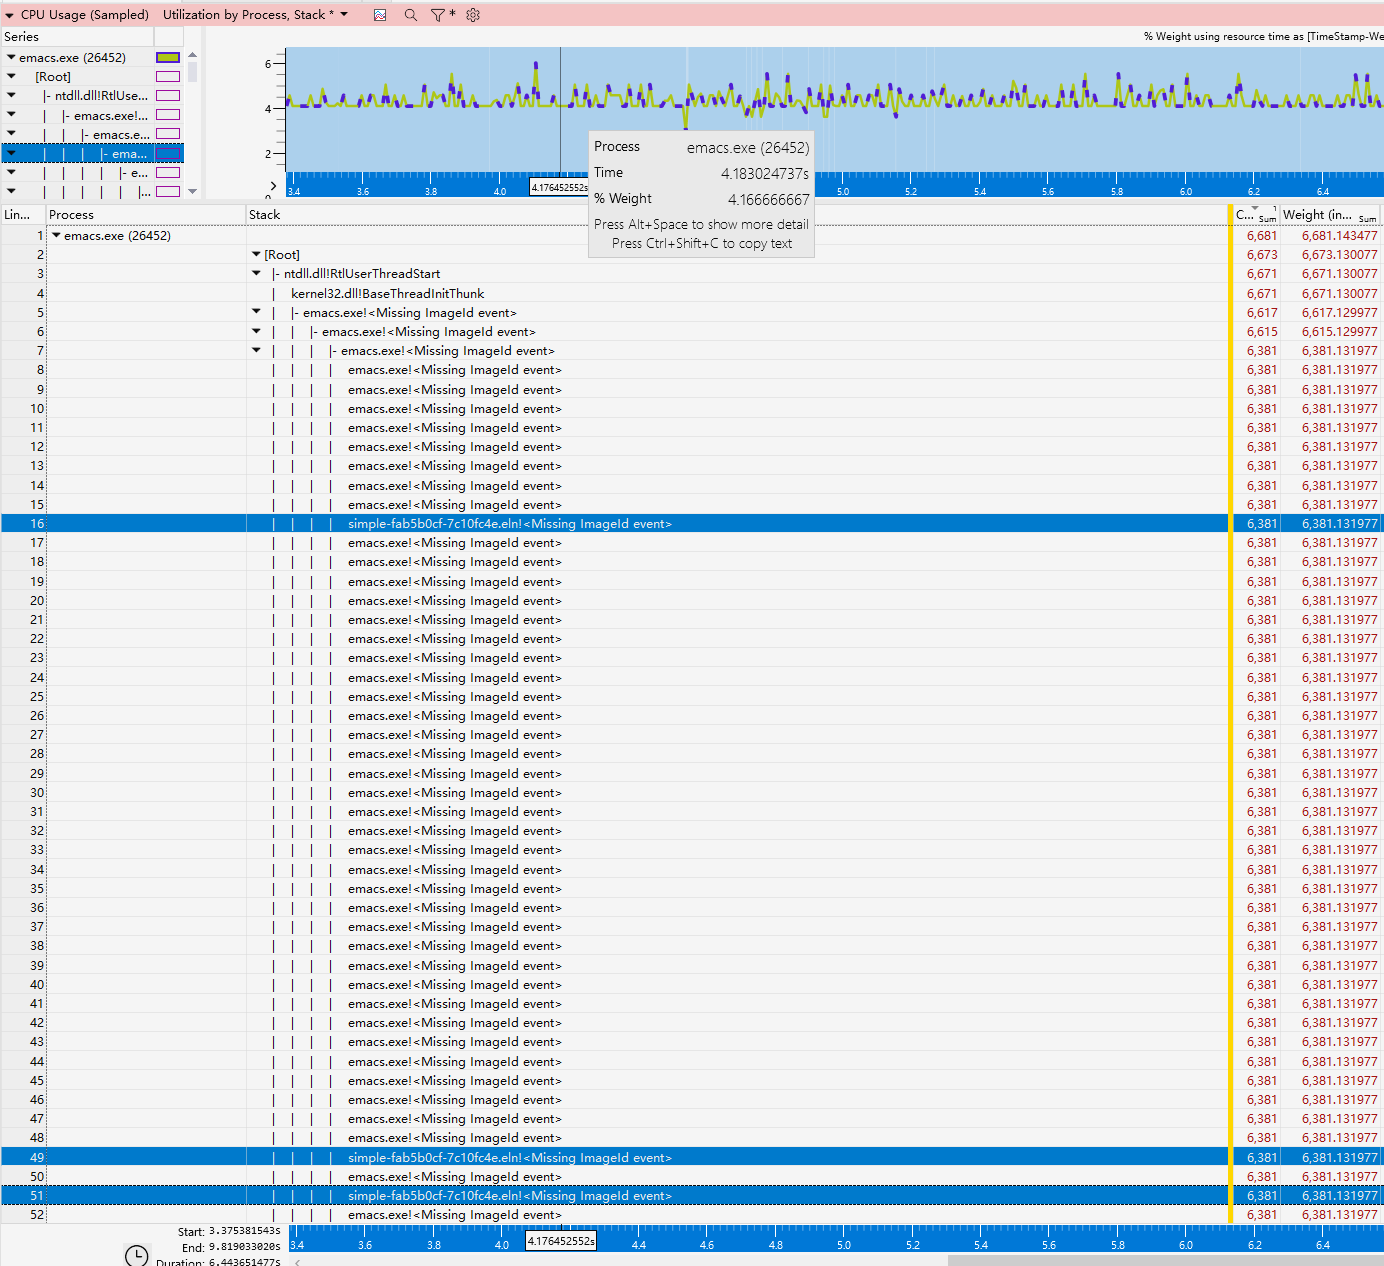 CPU Usage (Sampled) Utilization by Process, Stack *
Series
% Weight using resource time as [TimeStamp-We
emacs.exe (26452)
[Root]
|- ntdll.dll!RtlUse...
| |- emacs.exe!...
| | |- emacs.e...
| | | |- ema...
| | | | |- e...
| | | | | |...
6
4
2
0
3.4 3.6 3.8 4.0 4.176452552s 5.0 5.2 5.4 5.6 5.8 6.0 6.2 6.4
Process emacs.exe (26452)
Time 4.183024737s
% Weight 4.166666667
Press Alt+Space to show more detail
Press Ctrl+Shift+C to copy text
Lin... Process Stack C... Sum Weight (in... Sum
1 emacs.exe (26452) 6,681 6,681.143477
2 [Root] 6,673 6,673.130077
3 |- ntdll.dll!RtlUserThreadStart 6,671 6,671.130077
4 | kernel32.dll!BaseThreadInitThunk 6,671 6,671.130077
5 | |- emacs.exe!<Missing ImageId event> 6,617 6,617.129977
6 | | |- emacs.exe!<Missing ImageId event> 6,615 6,615.129977
7 | | | |- emacs.exe!<Missing ImageId event> 6,381 6,381.131977
8 | | | | emacs.exe!<Missing ImageId event> 6,381 6,381.131977
9 | | | | emacs.exe!<Missing ImageId event> 6,381 6,381.131977
10 | | | | emacs.exe!<Missing ImageId event> 6,381 6,381.131977
11 | | | | emacs.exe!<Missing ImageId event> 6,381 6,381.131977
12 | | | | emacs.exe!<Missing ImageId event> 6,381 6,381.131977
13 | | | | emacs.exe!<Missing ImageId event> 6,381 6,381.131977
14 | | | | emacs.exe!<Missing ImageId event> 6,381 6,381.131977
15 | | | | emacs.exe!<Missing ImageId event> 6,381 6,381.131977
16 | | | | simple-fab5b0cf-7c10fc4e.eln!<Missing ImageId event> 6,381 6,381.131977
17 | | | | emacs.exe!<Missing ImageId event> 6,381 6,381.131977
18 | | | | emacs.exe!<Missing ImageId event> 6,381 6,381.131977
19 | | | | emacs.exe!<Missing ImageId event> 6,381 6,381.131977
20 | | | | emacs.exe!<Missing ImageId event> 6,381 6,381.131977
21 | | | | emacs.exe!<Missing ImageId event> 6,381 6,381.131977
22 | | | | emacs.exe!<Missing ImageId event> 6,381 6,381.131977
23 | | | | emacs.exe!<Missing ImageId event> 6,381 6,381.131977
24 | | | | emacs.exe!<Missing ImageId event> 6,381 6,381.131977
25 | | | | emacs.exe!<Missing ImageId event> 6,381 6,381.131977
26 | | | | emacs.exe!<Missing ImageId event> 6,381 6,381.131977
27 | | | | emacs.exe!<Missing ImageId event> 6,381 6,381.131977
28 | | | | emacs.exe!<Missing ImageId event> 6,381 6,381.131977
29 | | | | emacs.exe!<Missing ImageId event> 6,381 6,381.131977
30 | | | | emacs.exe!<Missing ImageId event> 6,381 6,381.131977
31 | | | | emacs.exe!<Missing ImageId event> 6,381 6,381.131977
32 | | | | emacs.exe!<Missing ImageId event> 6,381 6,381.131977
33 | | | | emacs.exe!<Missing ImageId event> 6,381 6,381.131977
34 | | | | emacs.exe!<Missing ImageId event> 6,381 6,381.131977
35 | | | | emacs.exe!<Missing ImageId event> 6,381 6,381.131977
36 | | | | emacs.exe!<Missing ImageId event> 6,381 6,381.131977
37 | | | | emacs.exe!<Missing ImageId event> 6,381 6,381.131977
38 | | | | emacs.exe!<Missing ImageId event> 6,381 6,381.131977
39 | | | | emacs.exe!<Missing ImageId event> 6,381 6,381.131977
40 | | | | emacs.exe!<Missing ImageId event> 6,381 6,381.131977
41 | | | | emacs.exe!<Missing ImageId event> 6,381 6,381.131977
42 | | | | emacs.exe!<Missing ImageId event> 6,381 6,381.131977
43 | | | | emacs.exe!<Missing ImageId event> 6,381 6,381.131977
44 | | | | emacs.exe!<Missing ImageId event> 6,381 6,381.131977
45 | | | | emacs.exe!<Missing ImageId event> 6,381 6,381.131977
46 | | | | emacs.exe!<Missing ImageId event> 6,381 6,381.131977
47 | | | | emacs.exe!<Missing ImageId event> 6,381 6,381.131977
48 | | | | emacs.exe!<Missing ImageId event> 6,381 6,381.131977
49 | | | | simple-fab5b0cf-7c10fc4e.eln!<Missing ImageId event> 6,381 6,381.131977
50 | | | | emacs.exe!<Missing ImageId event> 6,381 6,381.131977
51 | | | | simple-fab5b0cf-7c10fc4e.eln!<Missing ImageId event> 6,381 6,381.131977
52 | | | | emacs.exe!<Missing ImageId event> 6,381 6,381.131977
Start: 3.375381543s
End: 9.819033020s
Duration: 6.443651477s
3.4 3.6 3.8 4.0 4.176452552s 4.4 4.6 4.8 5.0 5.2 5.4 5.6 5.8 6.0 6.2 6.4